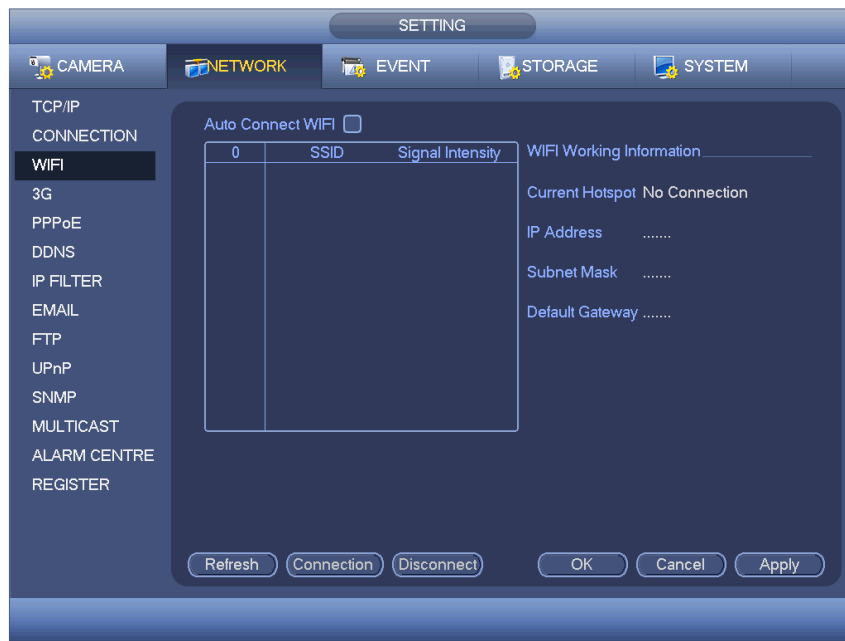 SETTING
CAMERA NETWORK EVENT STORAGE SYSTEM
TCP/IP
CONNECTION
WIFI
3G
PPPoE
DDNS
IP FILTER
EMAIL
FTP
UPnP
SNMP
MULTICAST
ALARM CENTRE
REGISTER
Auto Connect WIFI
0 SSID Signal Intensity
WIFI Working Information
Current Hotspot No Connection
IP Address .......
Subnet Mask .......
Default Gateway .......
Refresh Connection Disconnect OK Cancel Apply